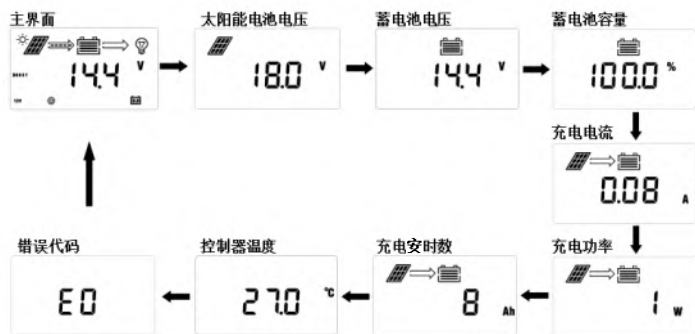 主界面
14.4 V
太阳能电池电压
18.0 V
蓄电池电压
14.4 V
蓄电池容量
100.0 %
充电电流
0.08 A
充电功率
1 W
充电安时数
8 Ah
控制器温度
27.0 ℃
错误代码
E0